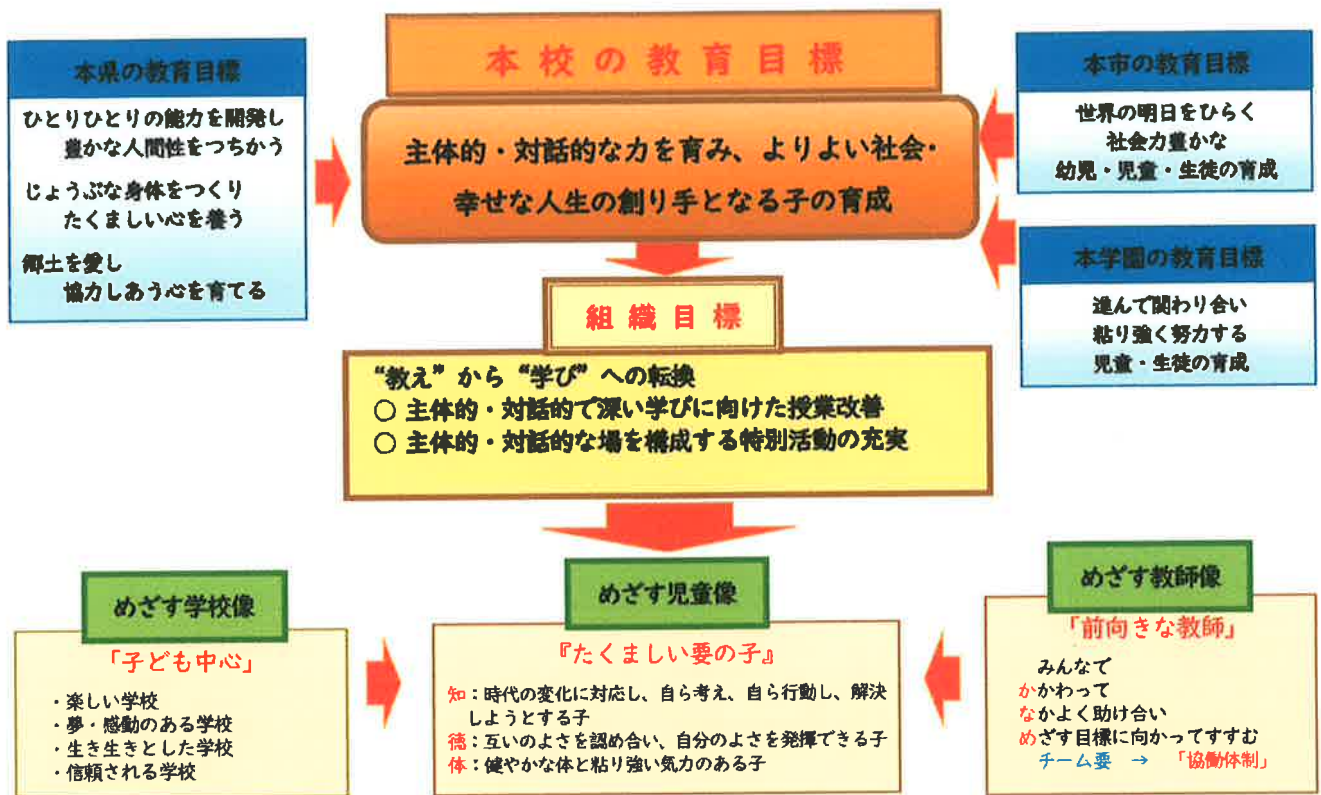 本校の教育目標
主体的・対話的な力を育み、よりよい社会・
幸せな人生の創り手となる子の育成
本県の教育目標
ひとりひとりの能力を開発し
豊かな人間性をつちかう
じょうぶな身体をつくり
たくましい心を養う
郷土を愛し
協力しあう心を育てる
本市の教育目標
世界の明日をひらく
社会力豊かな
幼児・児童・生徒の育成
本学園の教育目標
進んで関わり合い
粘り強く努力する
児童・生徒の育成
組織目標
“教え”から“学び”への転換
○ 主体的・対話的で深い学びに向けた授業改善
○ 主体的・対話的な場を構成する特別活動の充実
めざす学校像
「子ども中心」
・楽しい学校
・夢・感動のある学校
・生き生きとした学校
・信頼される学校
めざす児童像
『たくましい要の子』
知：時代の変化に対応し、自ら考え、自ら行動し、解決
しようとする子
徳：互いのよさを認め合い、自分のよさを発揮できる子
体：健やかな体と粘り強い気力のある子
めざす教師像
「前向きな教師」
みんなで
かかわって
なかよく助け合い
めざす目標に向かってすすむ
チーム要 → 「協働体制」